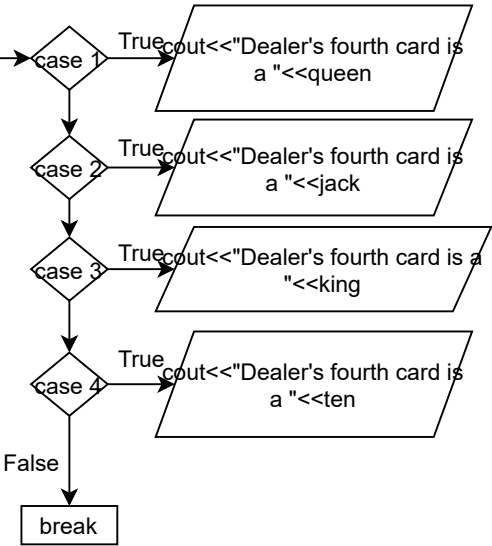 case 1
True
cout<<"Dealer's fourth card is
a "<<queen
case 2
True
cout<<"Dealer's fourth card is
a "<<jack
case 3
True
cout<<"Dealer's fourth card is a
"<<king
case 4
True
cout<<"Dealer's fourth card is
a "<<ten
False
break